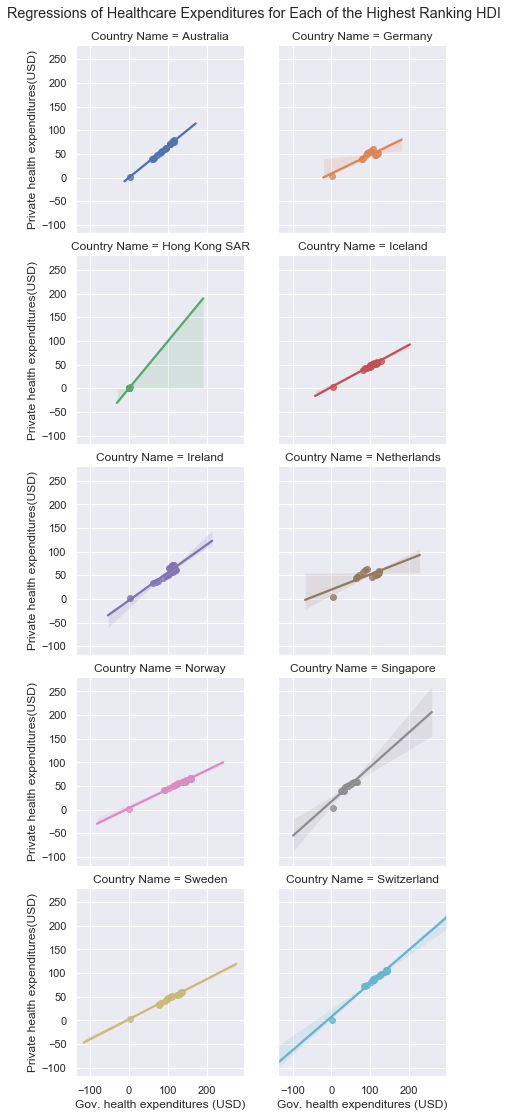 Regressions of Healthcare Expenditures for Each of the Highest Ranking HDI
Country Name = Australia
Country Name = Germany
Private health expenditures(USD)
250
200
150
100
50
0
−50
−100
Country Name = Hong Kong SAR
Country Name = Iceland
Private health expenditures(USD)
250
200
150
100
50
0
−50
−100
Country Name = Ireland
Country Name = Netherlands
Private health expenditures(USD)
250
200
150
100
50
0
−50
−100
Country Name = Norway
Country Name = Singapore
Private health expenditures(USD)
250
200
150
100
50
0
−50
−100
Country Name = Sweden
Country Name = Switzerland
Private health expenditures(USD)
250
200
150
100
50
0
−50
−100
−100 0 100 200
−100 0 100 200
Gov. health expenditures (USD)
Gov. health expenditures (USD)